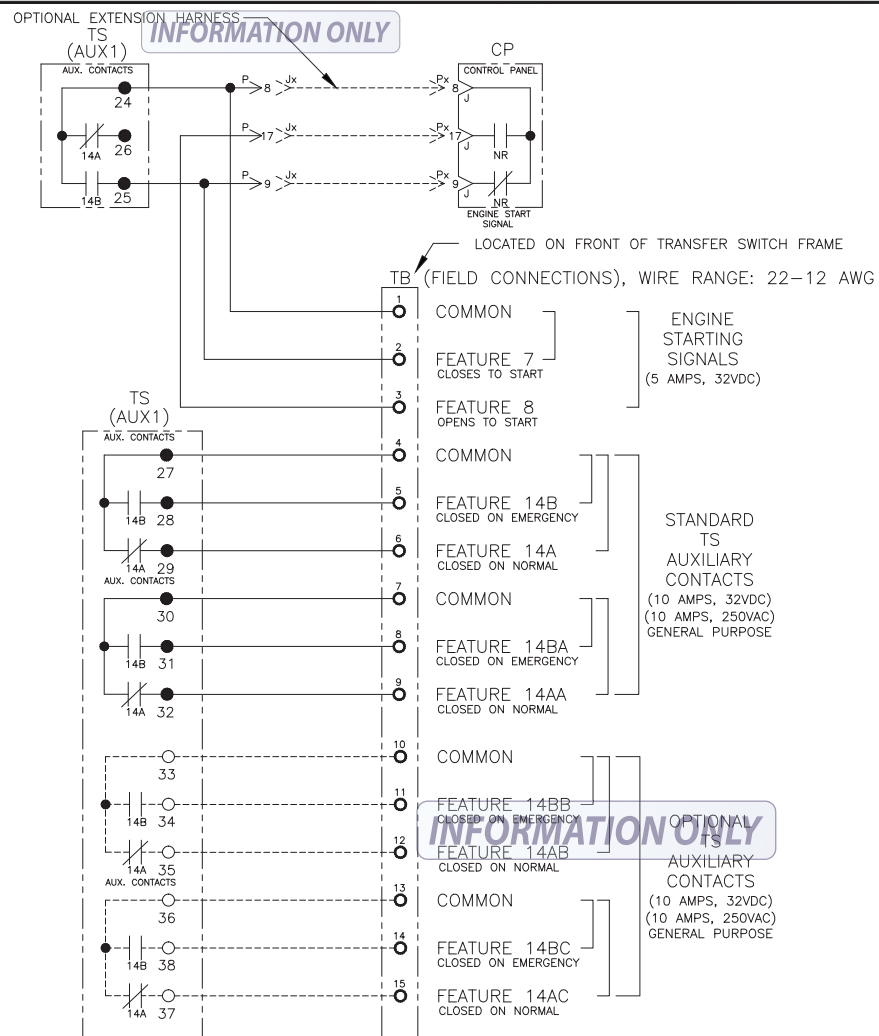 OPTIONAL EXTENSION HARNESS
INFORMATION ONLY
TS
(AUX1)
AUX. CONTACTS
24
14A 26
14B 25
P 8 Jx Px 8 J
P 17 Jx Px 17 J
P 9 Jx Px 9 J
CP
CONTROL PANEL
NR
NR
ENGINE START
SIGNAL
LOCATED ON FRONT OF TRANSFER SWITCH FRAME
TB (FIELD CONNECTIONS), WIRE RANGE: 22-12 AWG
1 COMMON
2 FEATURE 7
CLOSES TO START
3 FEATURE 8
OPENS TO START
ENGINE
STARTING
SIGNALS
(5 AMPS, 32VDC)
TS
(AUX1)
AUX. CONTACTS
27
14B 28
14A 29
AUX. CONTACTS
30
14B 31
14A 32
4 COMMON
5 FEATURE 14B
CLOSED ON EMERGENCY
6 FEATURE 14A
CLOSED ON NORMAL
7 COMMON
8 FEATURE 14BA
CLOSED ON EMERGENCY
9 FEATURE 14AA
CLOSED ON NORMAL
STANDARD
TS
AUXILIARY
CONTACTS
(10 AMPS, 32VDC)
(10 AMPS, 250VAC)
GENERAL PURPOSE
33
14B 34
14A 35
AUX. CONTACTS
36
14B 38
14A 37
10 COMMON
11 FEATURE 14BB
CLOSED ON EMERGENCY
12 FEATURE 14AB
CLOSED ON NORMAL
13 COMMON
14 FEATURE 14BC
CLOSED ON EMERGENCY
15 FEATURE 14AC
CLOSED ON NORMAL
INFORMATION ONLY
OPTIONAL
TS
AUXILIARY
CONTACTS
(10 AMPS, 32VDC)
(10 AMPS, 250VAC)
GENERAL PURPOSE